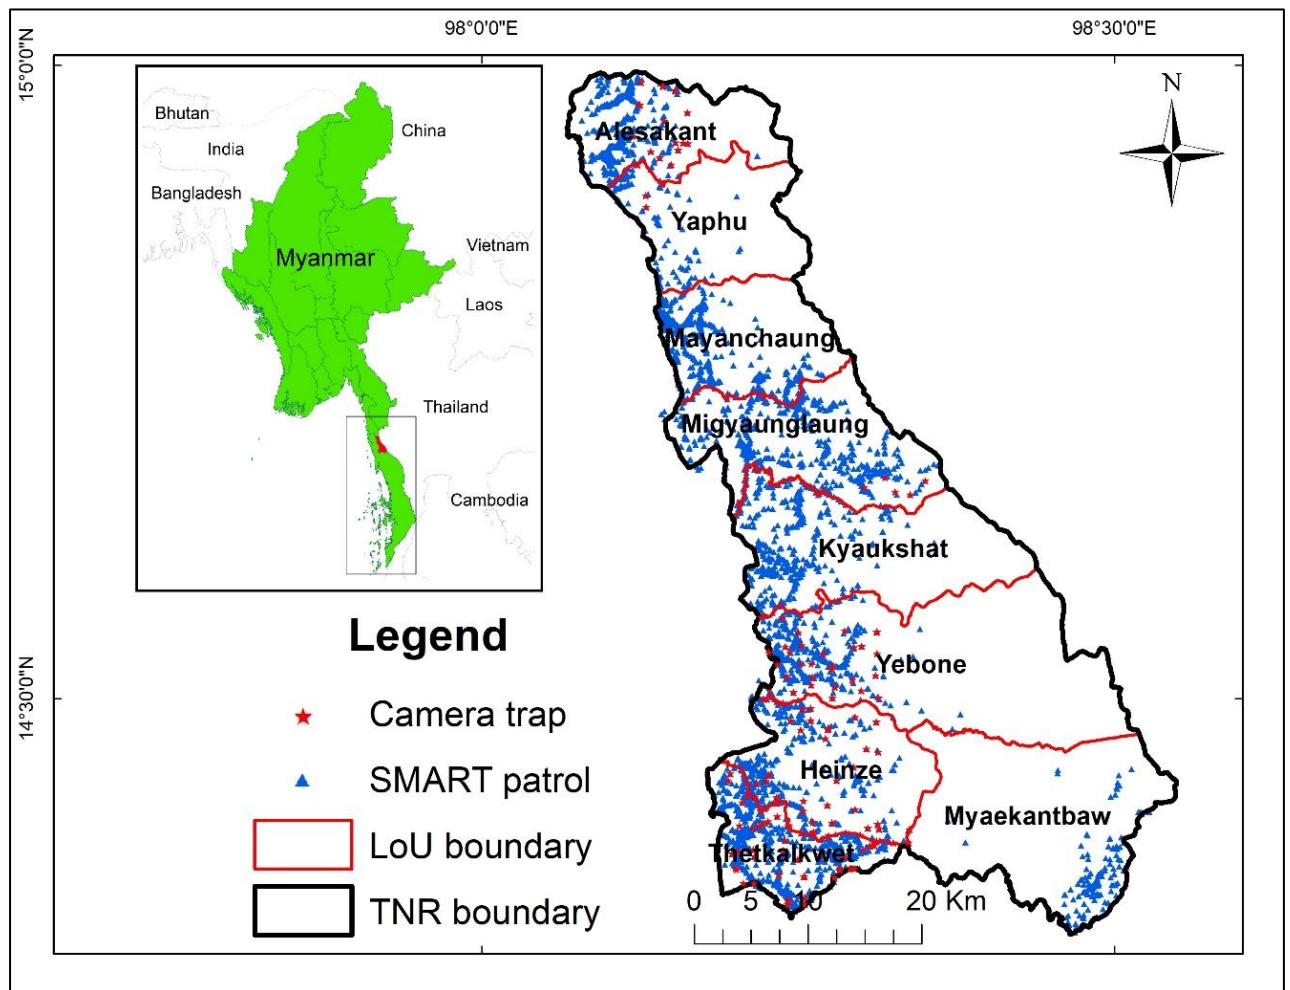 98°0'0"E
98°30'0"E
15°0'0"N
14°30'0"N
Bhutan
China
India
Bangladesh
Myanmar
Vietnam
Laos
Thailand
Cambodia
N
Alesakant
Yaphu
Mayanchaung
Migyaunglaung
Kyaukshat
Yebone
Heinze
Myaekantbaw
Thetkalkwet
Legend
Camera trap
SMART patrol
LoU boundary
TNR boundary
0 5 10 20 Km